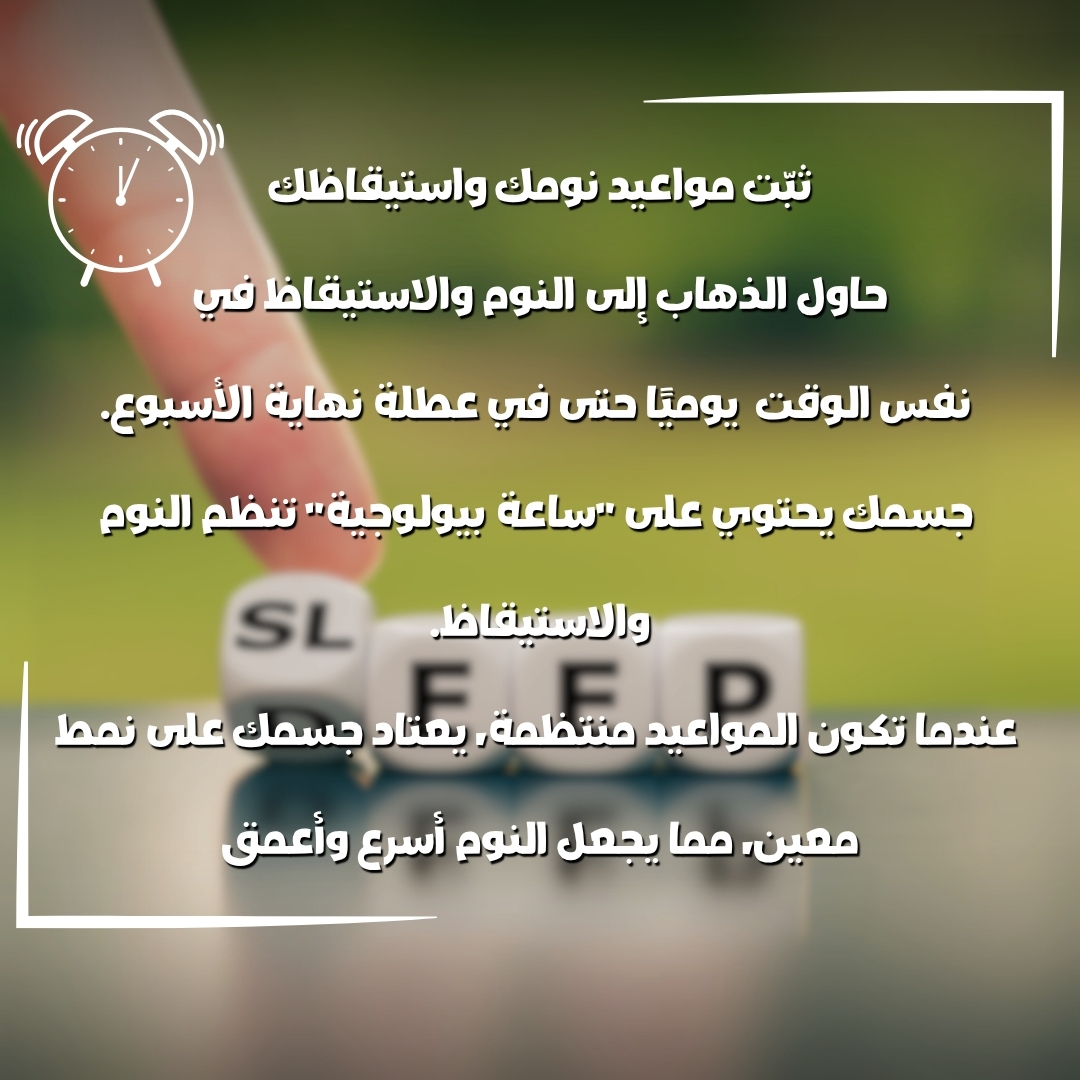 ثبّت مواعيد نومك واستيقاظك
حاول الذهاب إلى النوم والاستيقاظ في
نفس الوقت يوميًا حتى في عطلة نهاية الأسبوع.
جسمك يحتوي على "ساعة بيولوجية" تنظم النوم
والاستيقاظ.
SL E E P
D
عندما تكون المواعيد منتظمة, يعتاد جسمك على نمط
معين, مما يجعل النوم أسرع وأعمق